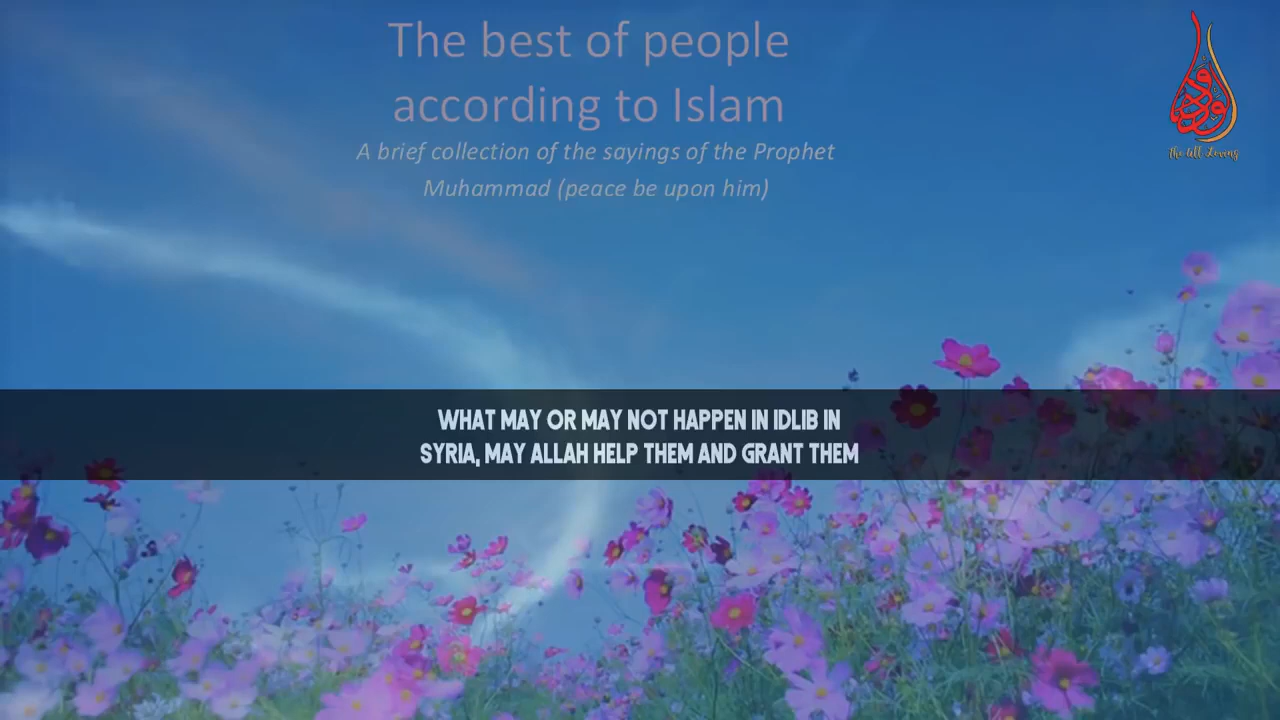 The best of people
according to Islam
A brief collection of the sayings of the Prophet
Muhammad (peace be upon him)
The All Loving
WHAT MAY OR MAY NOT HAPPEN IN IDLIB IN
SYRIA, MAY ALLAH HELP THEM AND GRANT THEM